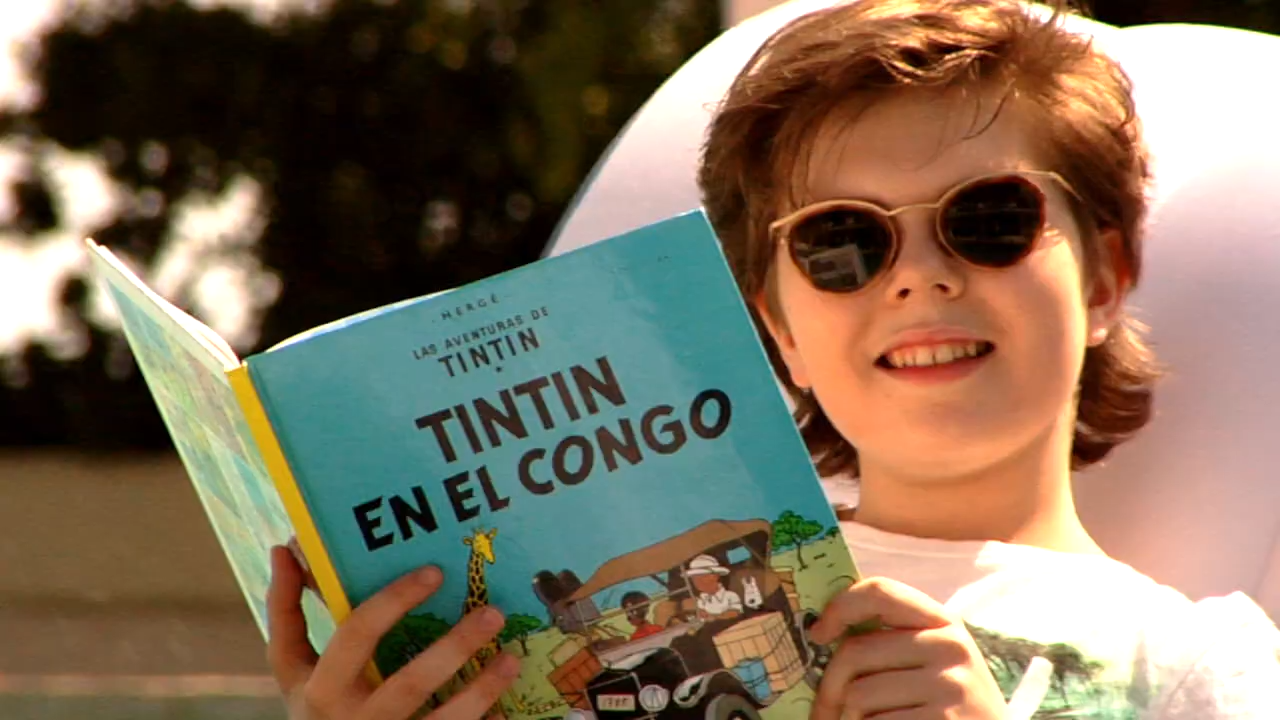 HERGÉ
LAS AVENTURAS DE
TINTIN
TINTIN
EN EL CONGO